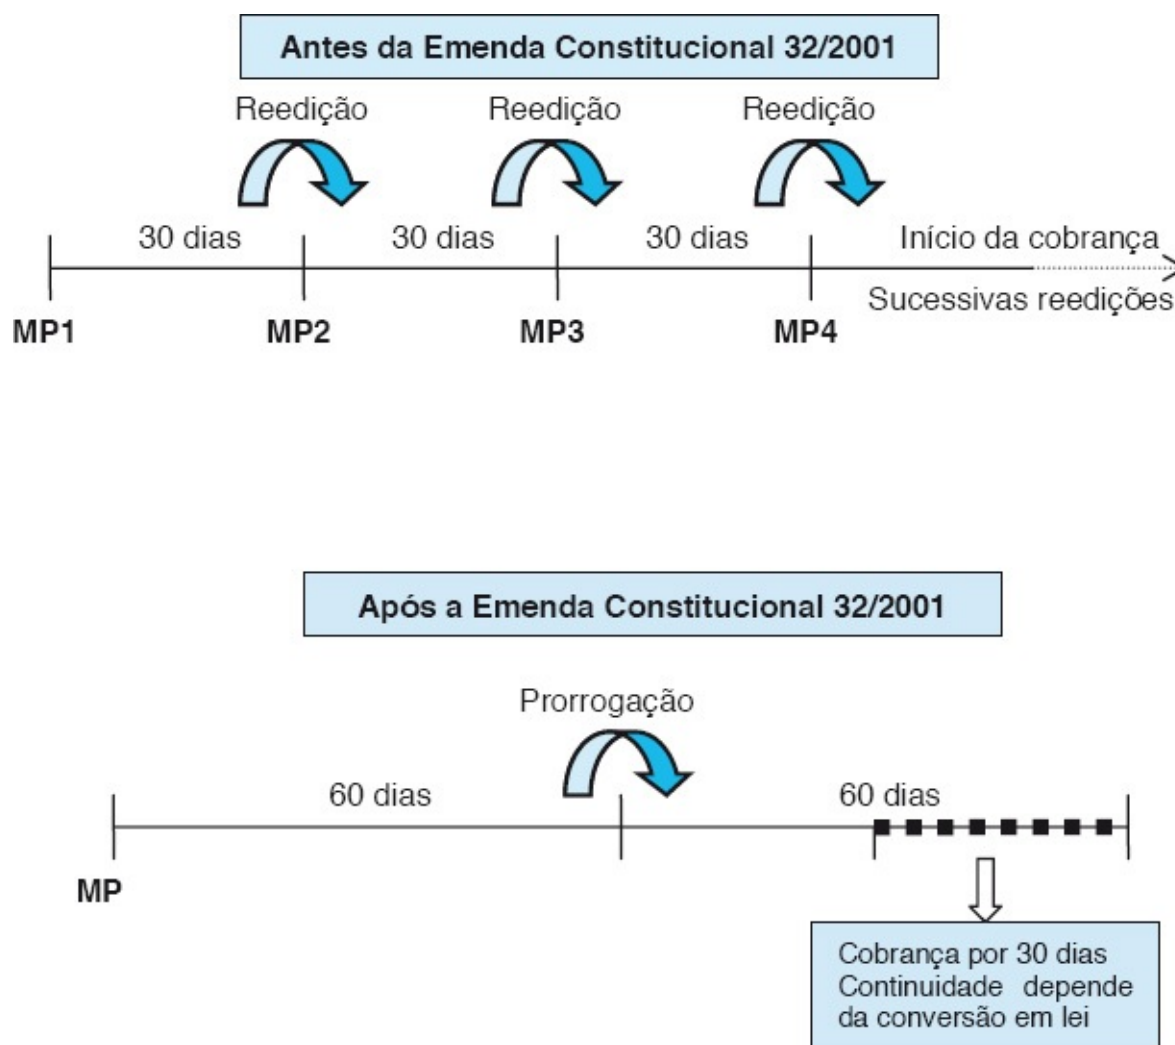 Antes da Emenda Constitucional 32/2001
Reedição Reedição Reedição
30 dias 30 dias 30 dias Início da cobrança
Sucessivas reedições
MP1 MP2 MP3 MP4
Após a Emenda Constitucional 32/2001
Prorrogação
60 dias 60 dias
MP
Cobrança por 30 dias
Continuidade depende
da conversão em lei